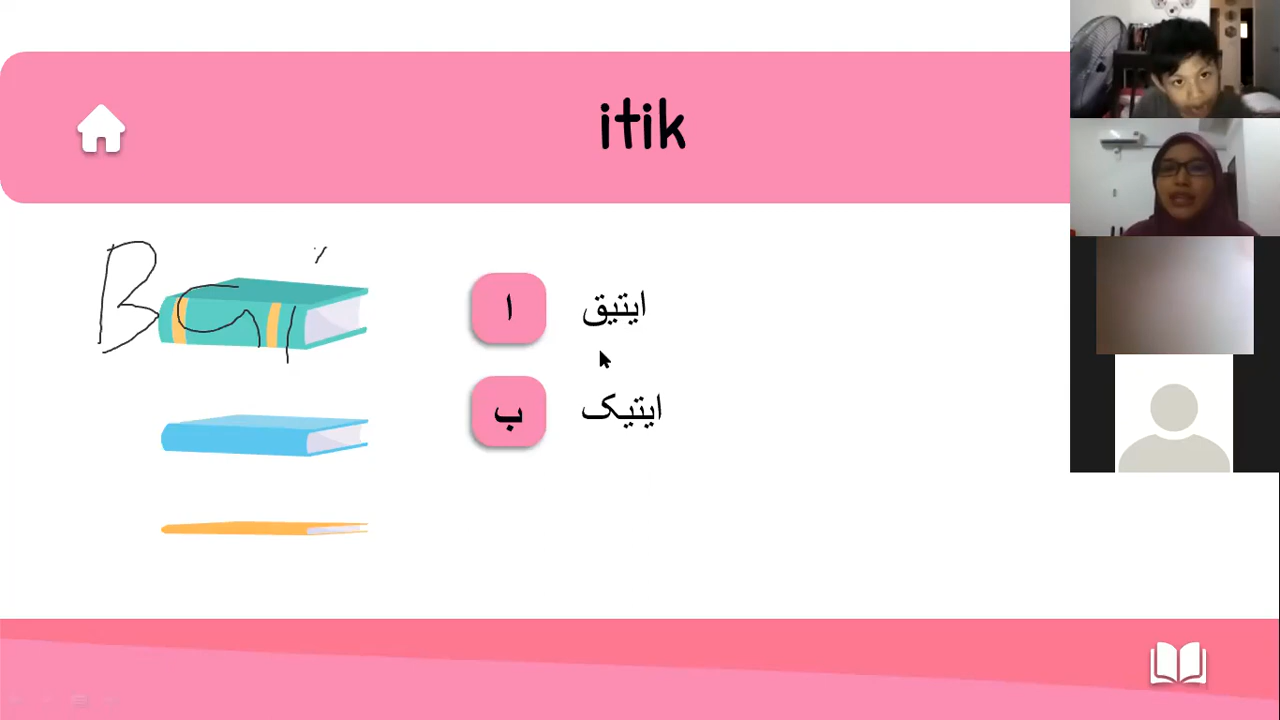 itik
ا ايتيق
ب ايتيک